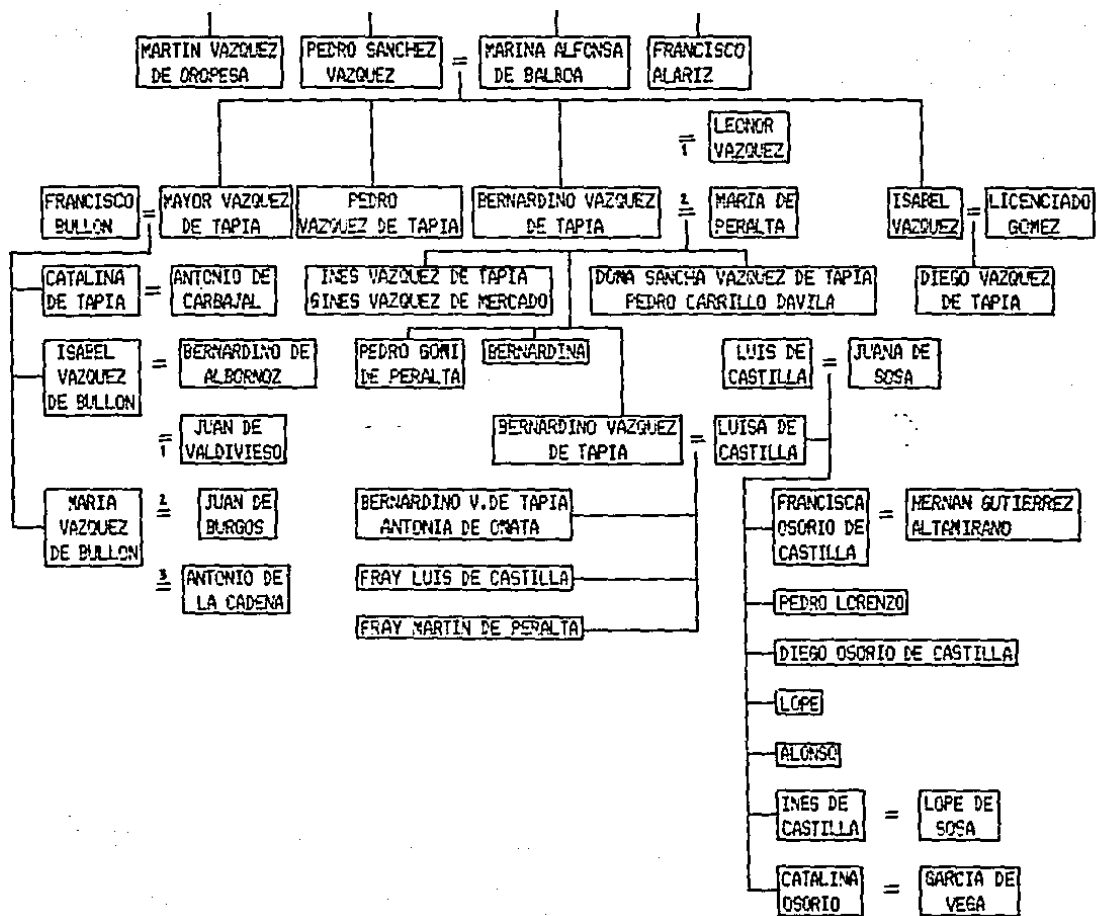 MARTIN VAZQUEZ
DE OROPESA
PEDRO SANCHEZ
VAZQUEZ
=
MARINA ALFONSA
DE BALBOA
FRANCISCO
ALARIZ
=
1
LEONOR
VAZQUEZ
FRANCISCO
BULLON
=
MAYOR VAZQUEZ
DE TAPIA
PEDRO
VAZQUEZ DE TAPIA
BERNARDINO VAZQUEZ
DE TAPIA
2
=
MARIA DE
PERALTA
ISABEL
VAZQUEZ
=
LICENCIADO
GOMEZ
CATALINA
DE TAPIA
=
ANTONIO DE
CARBAJAL
INES VAZQUEZ DE TAPIA
GINES VAZQUEZ DE MERCADO
DOÑA SANCHA VAZQUEZ DE TAPIA
PEDRO CARRILLO DAVILA
DIEGO VAZQUEZ
DE TAPIA
ISABEL
VAZQUEZ
DE BULLON
=
BERNARDINO DE
ALBORNOZ
PEDRO GOMI
DE PERALTA
BERNARDINA
LUIS DE
CASTILLA
=
JUANA DE
SOSA
=
1
JUAN DE
VALDIVIESO
BERNARDINO VAZQUEZ
DE TAPIA
=
LUISA DE
CASTILLA
MARIA
VAZQUEZ
DE BULLON
2
=
JUAN DE
BURGOS
3
=
ANTONIO DE
LA CADENA
BERNARDINO V.DE TAPIA
ANTONIA DE OMATA
FRAY LUIS DE CASTILLA
FRAY MARTIN DE PERALTA
FRANCISCA
OSORIO DE
CASTILLA
=
HERNAN GUTIERREZ
ALTAMIRANO
PEDRO LORENZO
DIEGO OSORIO DE CASTILLA
LOPE
ALONSO
INES DE
CASTILLA
=
LOPE DE
SOSA
CATALINA
OSORIO
=
GARCIA DE
VEGA